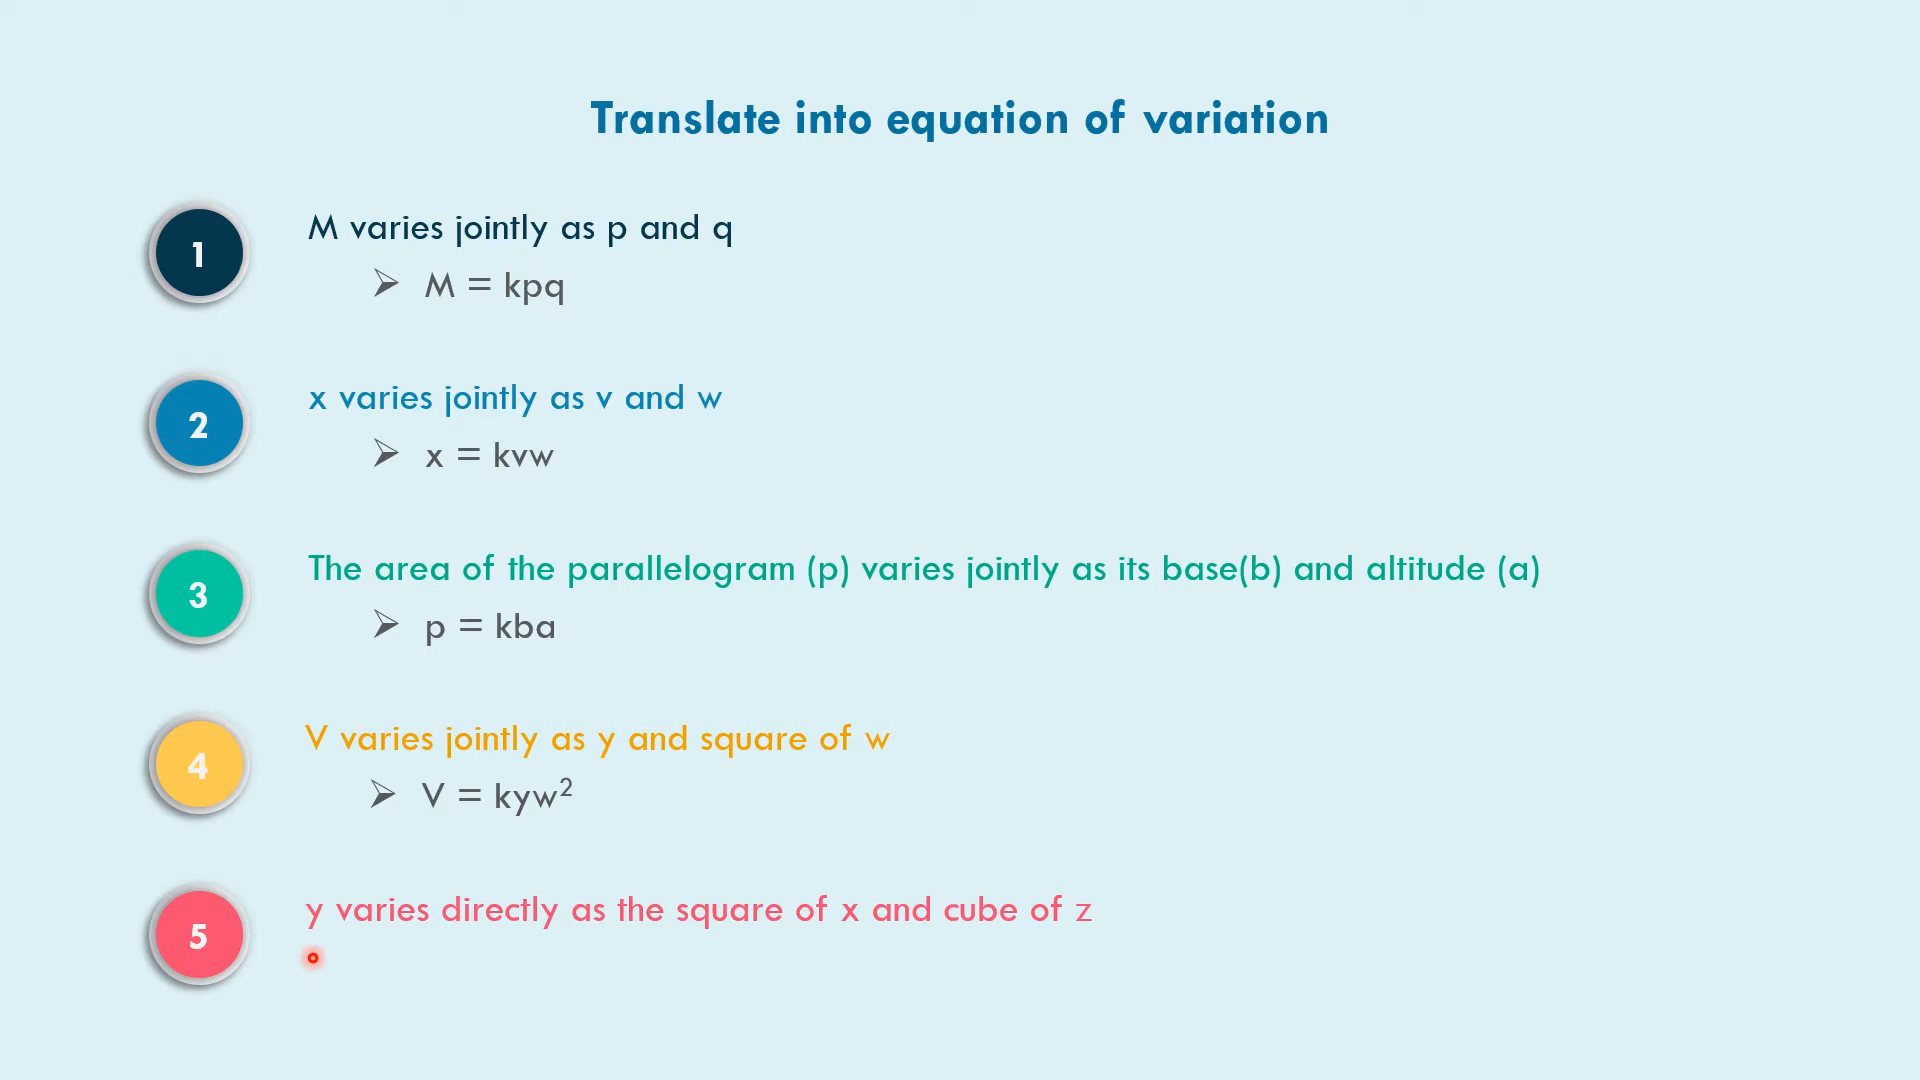 Translate into equation of variation
1
M varies jointly as p and q
➢ M = kpq
2
x varies jointly as v and w
➢ x = kvw
3
The area of the parallelogram (p) varies jointly as its base(b) and altitude (a)
➢ p = kba
4
V varies jointly as y and square of w
➢ V = kyw²
5
y varies directly as the square of x and cube of z